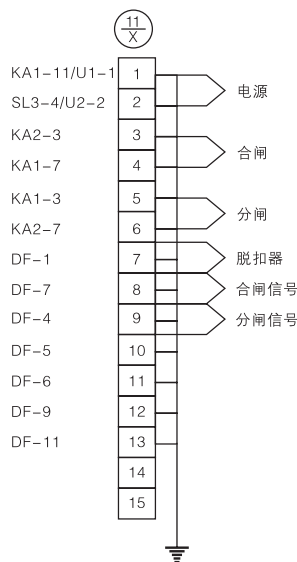 11
X
KA1-11/U1-1 1 电源
SL3-4/U2-2 2
KA2-3 3 合闸
KA1-7 4
KA1-3 5 分闸
KA2-7 6
DF-1 7 脱扣器
DF-7 8 合闸信号
DF-4 9 分闸信号
DF-5 10
DF-6 11
DF-9 12
DF-11 13
14
15